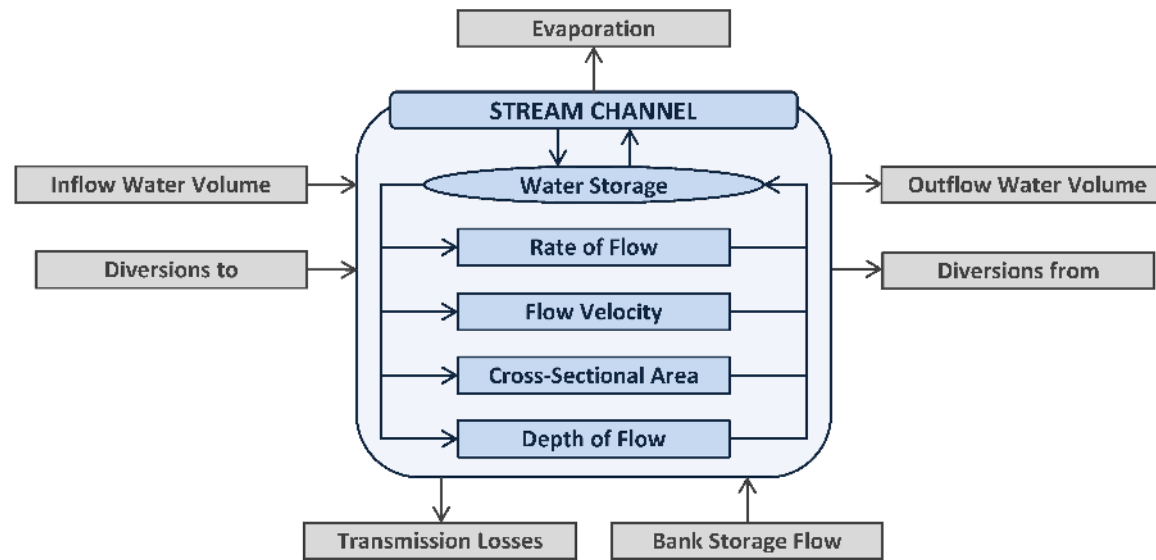 Evaporation
STREAM CHANNEL
Inflow Water Volume
Water Storage
Outflow Water Volume
Rate of Flow
Diversions to
Diversions from
Flow Velocity
Cross-Sectional Area
Depth of Flow
Transmission Losses
Bank Storage Flow